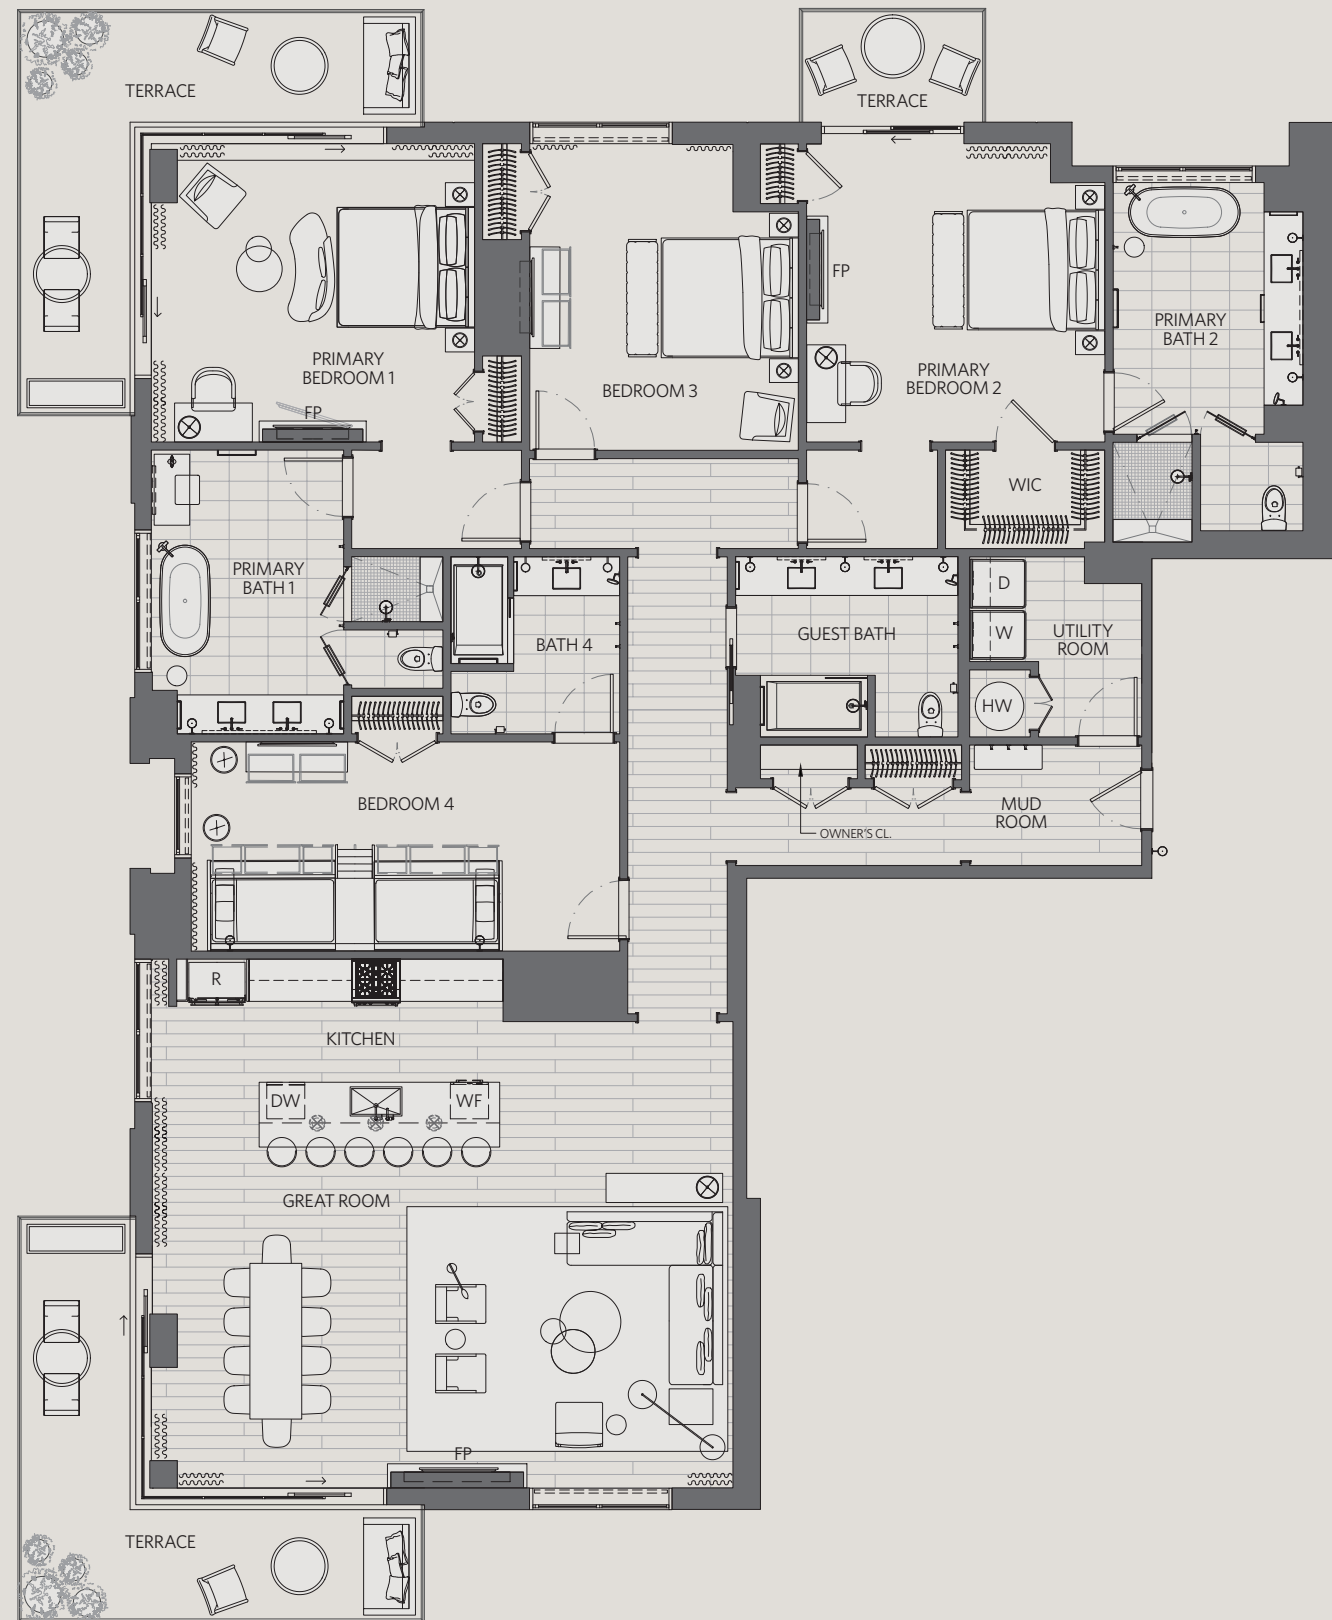 TERRACE
TERRACE
FP
PRIMARY
BEDROOM 1
FP
BEDROOM 3
PRIMARY
BEDROOM 2
PRIMARY
BATH 2
WIC
PRIMARY
BATH 1
BATH 4
GUEST BATH
D
W
UTILITY
ROOM
HW
BEDROOM 4
MUD
ROOM
OWNER'S CL.
R
KITCHEN
DW
WF
GREAT ROOM
FP
TERRACE